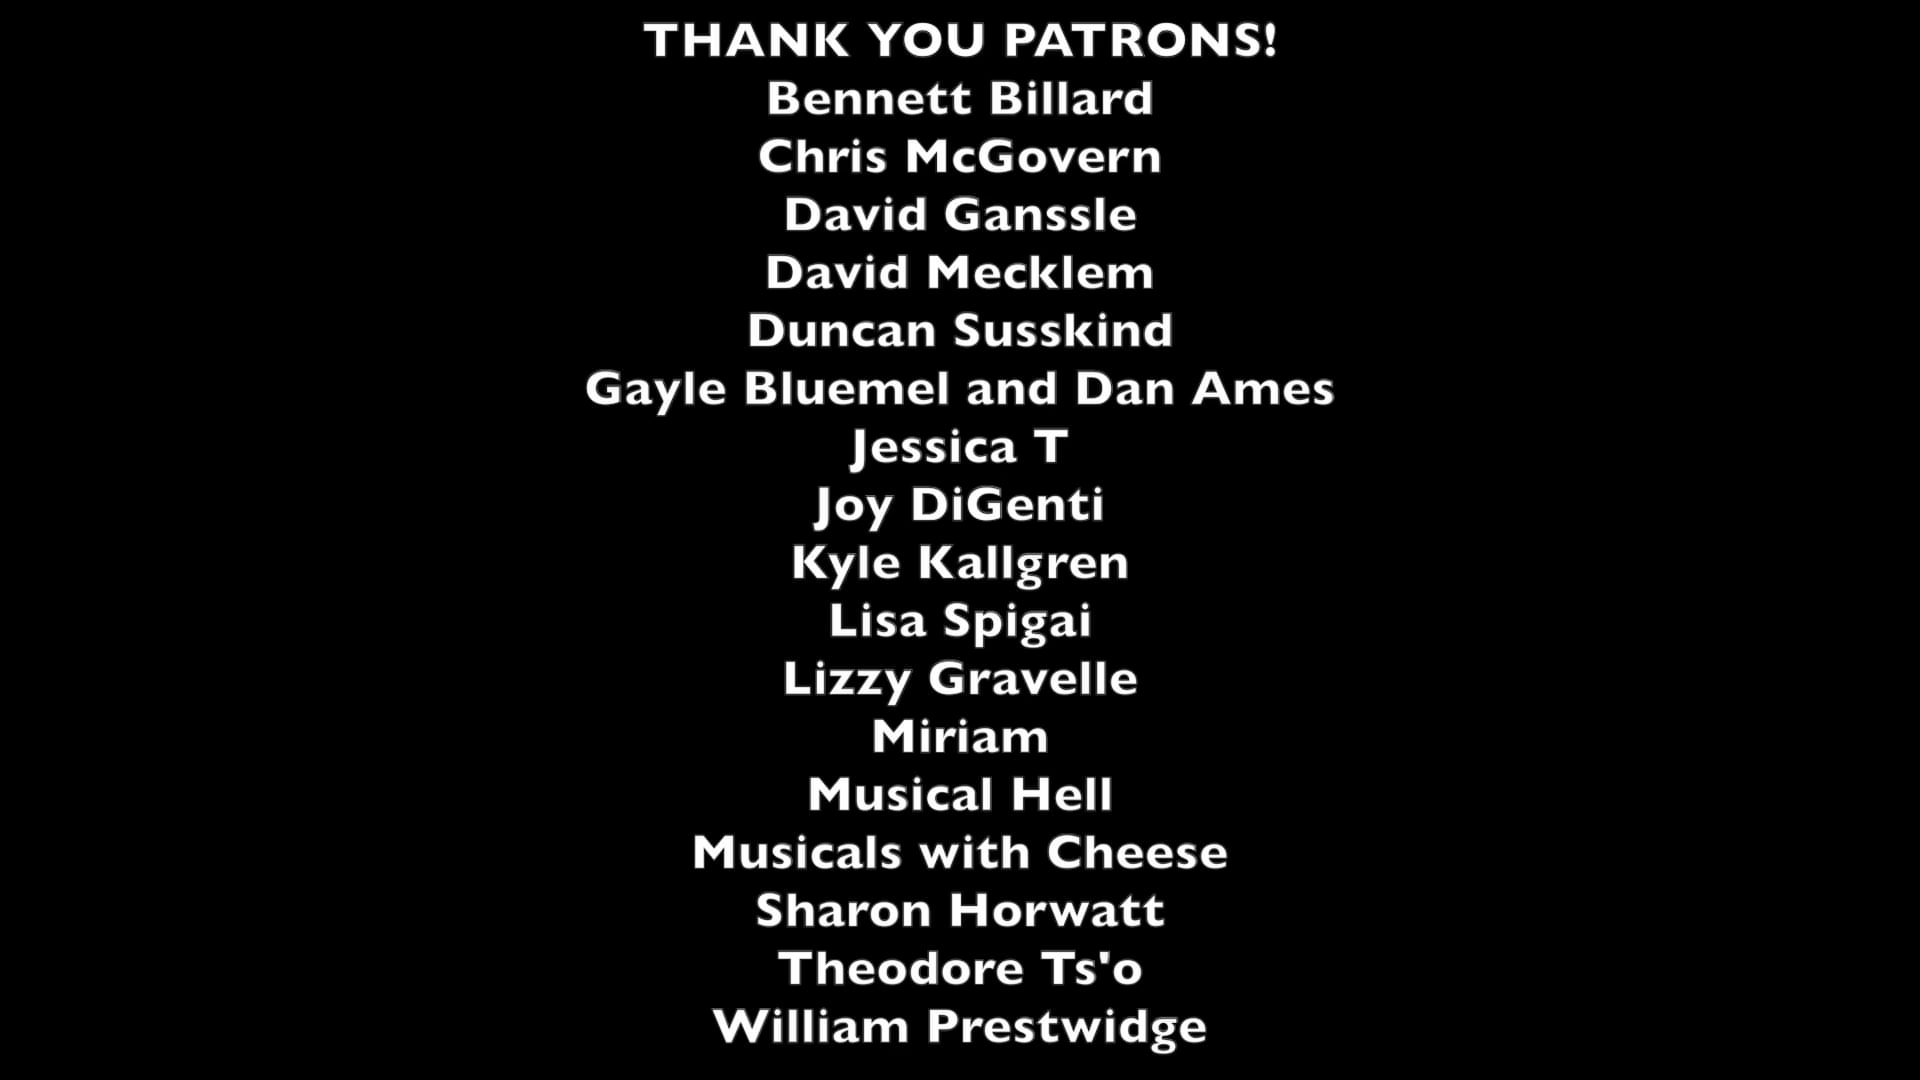 THANK YOU PATRONS!
Bennett Billard
Chris McGovern
David Ganssle
David Mecklem
Duncan Susskind
Gayle Bluemel and Dan Ames
Jessica T
Joy DiGenti
Kyle Kallgren
Lisa Spigai
Lizzy Gravelle
Miriam
Musical Hell
Musicals with Cheese
Sharon Horwatt
Theodore Ts'o
William Prestwidge